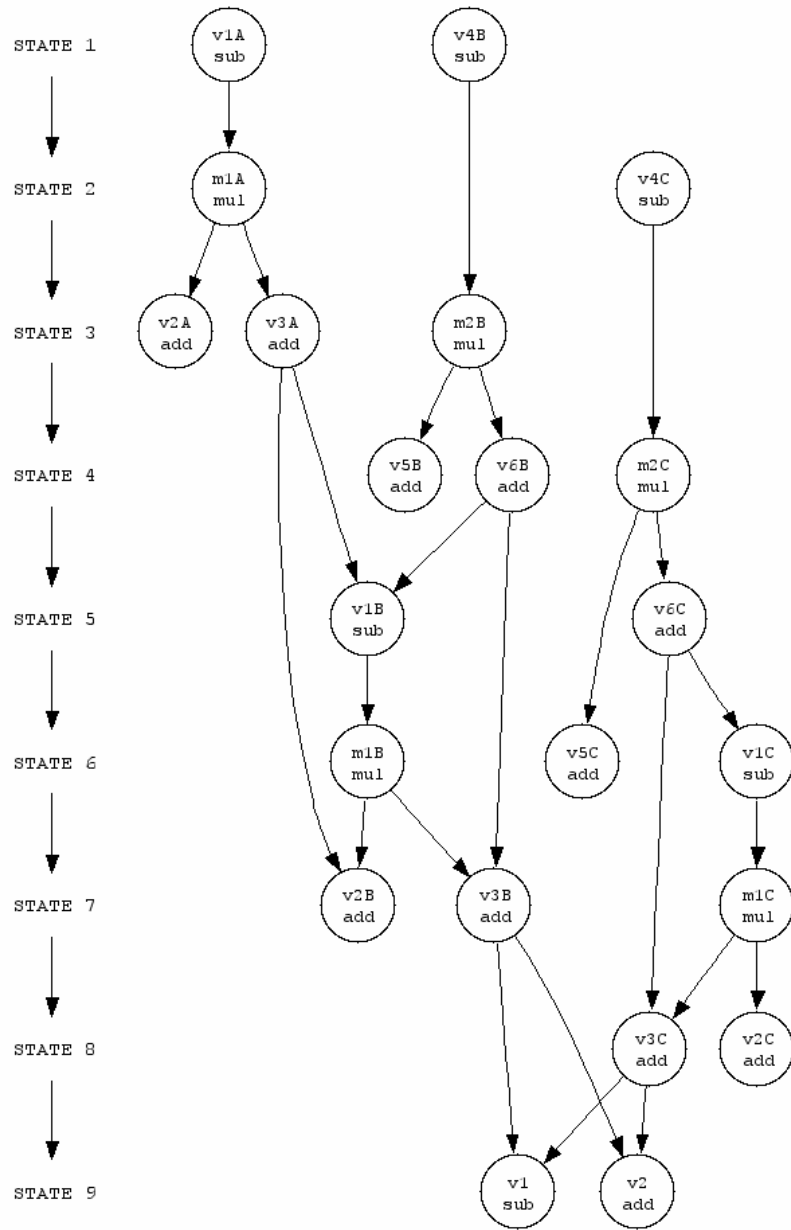 STATE 1
v1A
sub
v4B
sub
STATE 2
m1A
mul
v4C
sub
STATE 3
v2A
add
v3A
add
m2B
mul
STATE 4
v5B
add
v6B
add
m2C
mul
STATE 5
v1B
sub
v6C
add
STATE 6
m1B
mul
v5C
add
v1C
sub
STATE 7
v2B
add
v3B
add
m1C
mul
STATE 8
v3C
add
v2C
add
STATE 9
v1
sub
v2
add